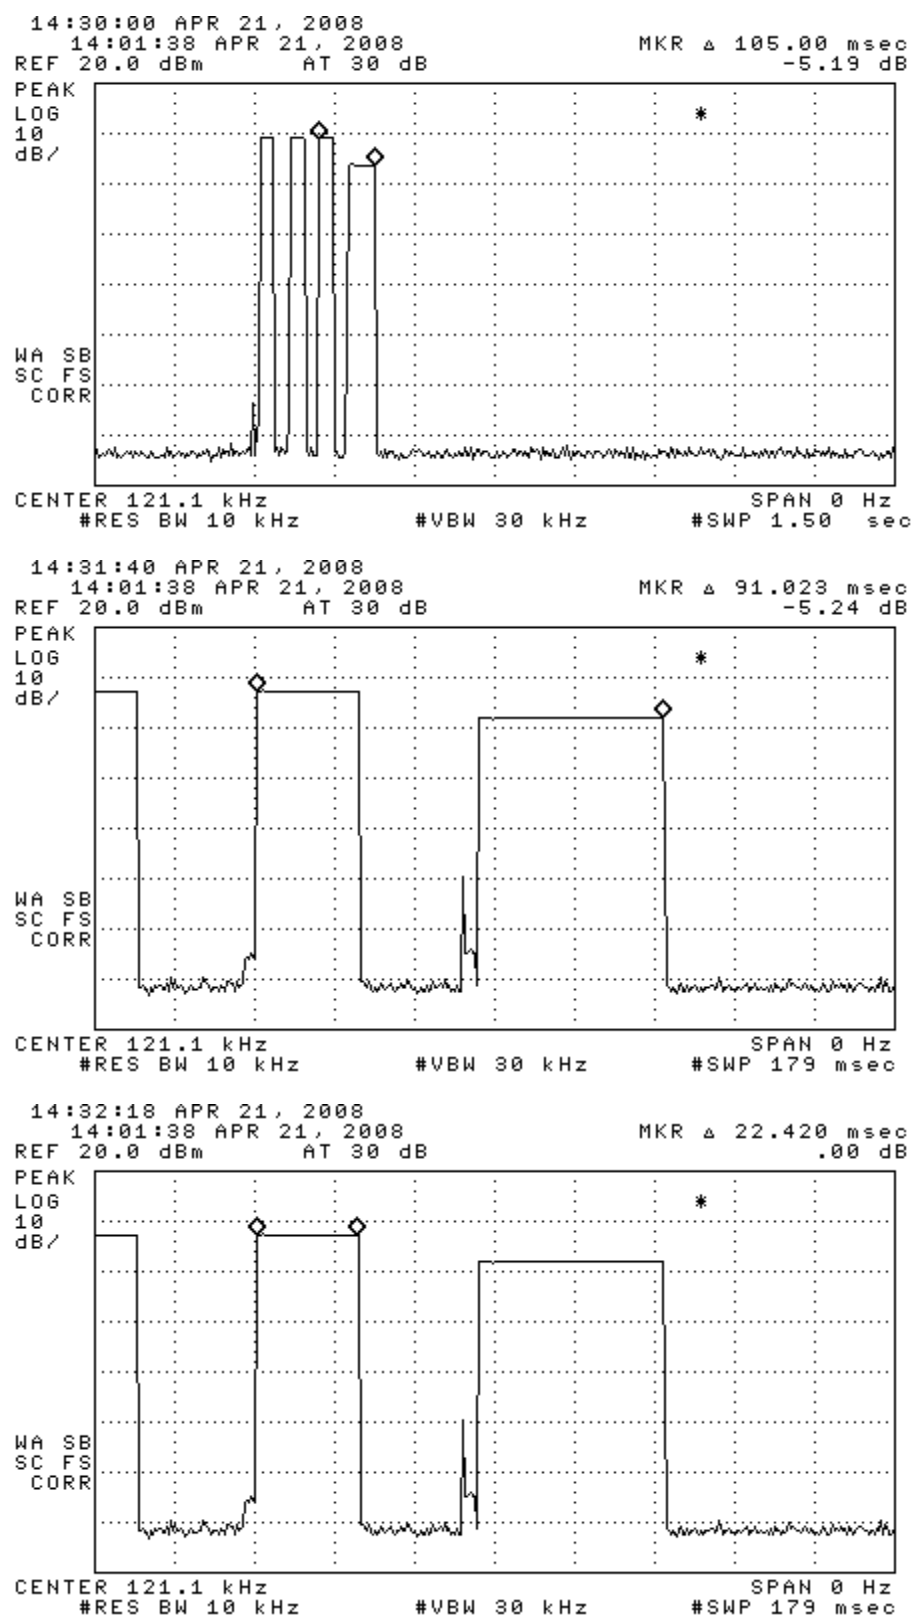 14:30:00 APR 21, 2008
14:01:38 APR 21, 2008 MKR Δ 105.00 msec
REF 20.0 dBm AT 30 dB -5.19 dB
PEAK
LOG
10
dB/
WA SB
SC FS
CORR
CENTER 121.1 kHz SPAN 0 Hz
#RES BW 10 kHz #VBW 30 kHz #SWP 1.50 sec
14:31:40 APR 21, 2008
14:01:38 APR 21, 2008 MKR Δ 91.023 msec
REF 20.0 dBm AT 30 dB -5.24 dB
PEAK
LOG
10
dB/
WA SB
SC FS
CORR
CENTER 121.1 kHz SPAN 0 Hz
#RES BW 10 kHz #VBW 30 kHz #SWP 179 msec
14:32:18 APR 21, 2008
14:01:38 APR 21, 2008 MKR Δ 22.420 msec
REF 20.0 dBm AT 30 dB .00 dB
PEAK
LOG
10
dB/
WA SB
SC FS
CORR
CENTER 121.1 kHz SPAN 0 Hz
#RES BW 10 kHz #VBW 30 kHz #SWP 179 msec